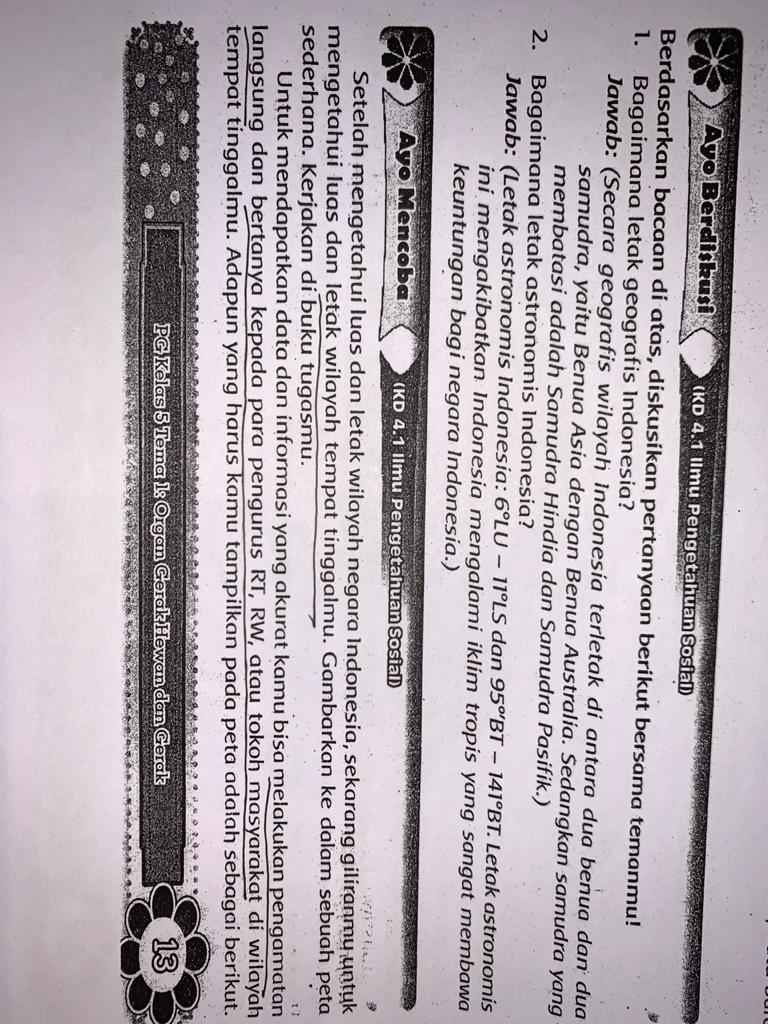 Ayo Berdiskusi (KD 4.1 Ilmu Pengetahuan Sosial)
Berdasarkan bacaan di atas, diskusikan pertanyaan berikut bersama temanmu!
1. Bagaimana letak geografis Indonesia?
Jawab: (Secara geografis wilayah Indonesia terletak di antara dua benua dan dua
samudra, yaitu Benua Asia dengan Benua Australia. Sedangkan samudra yang
membatasi adalah Samudra Hindia dan Samudra Pasifik.)
2. Bagaimana letak astronomis Indonesia?
Jawab: (Letak astronomis Indonesia: 6°LU – 11°LS dan 95°BT – 141°BT. Letak astronomis
ini mengakibatkan Indonesia mengalami iklim tropis yang sangat membawa
keuntungan bagi negara Indonesia.)
Ayo Mencoba (KD 4.1 Ilmu Pengetahuan Sosial)
Setelah mengetahui luas dan letak wilayah negara Indonesia, sekarang giliranmu untuk
mengetahui luas dan letak wilayah tempat tinggalmu. Gambarkan ke dalam sebuah peta
sederhana. Kerjakan di buku tugasmu.
Untuk mendapatkan data dan informasi yang akurat kamu bisa melakukan pengamatan
langsung dan bertanya kepada para pengurus RT, RW, atau tokoh masyarakat di wilayah
tempat tinggalmu. Adapun yang harus kamu tampilkan pada peta adalah sebagai berikut.
PG Kelas 5 Tema 1: Organ Gerak Hewan dan Gerak
13